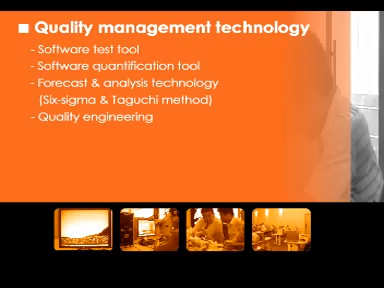 ■ Quality management technology
- Software test tool
- Software quantification tool
- Forecast & analysis technology
(Six-sigma & Taguchi method)
- Quality engineering